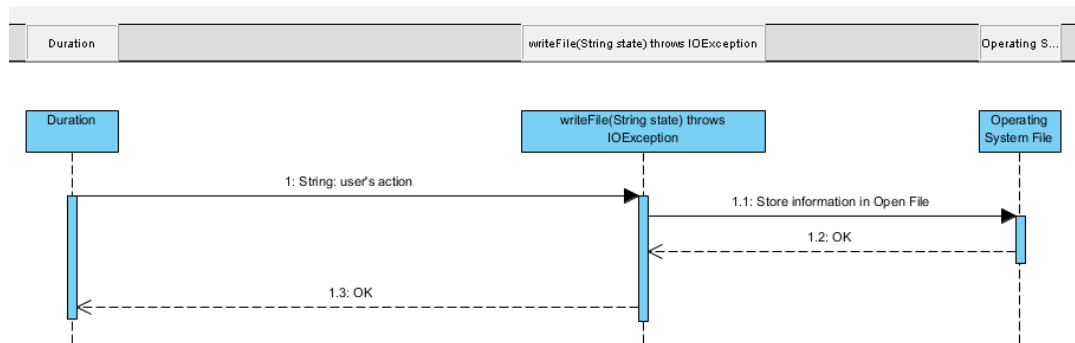 Duration
writeFile(String state) throws IOException
Operating S...
Duration
writeFile(String state) throws
IOException
Operating
System File
1: String: user's action
1.1: Store information in Open File
1.2: OK
1.3: OK